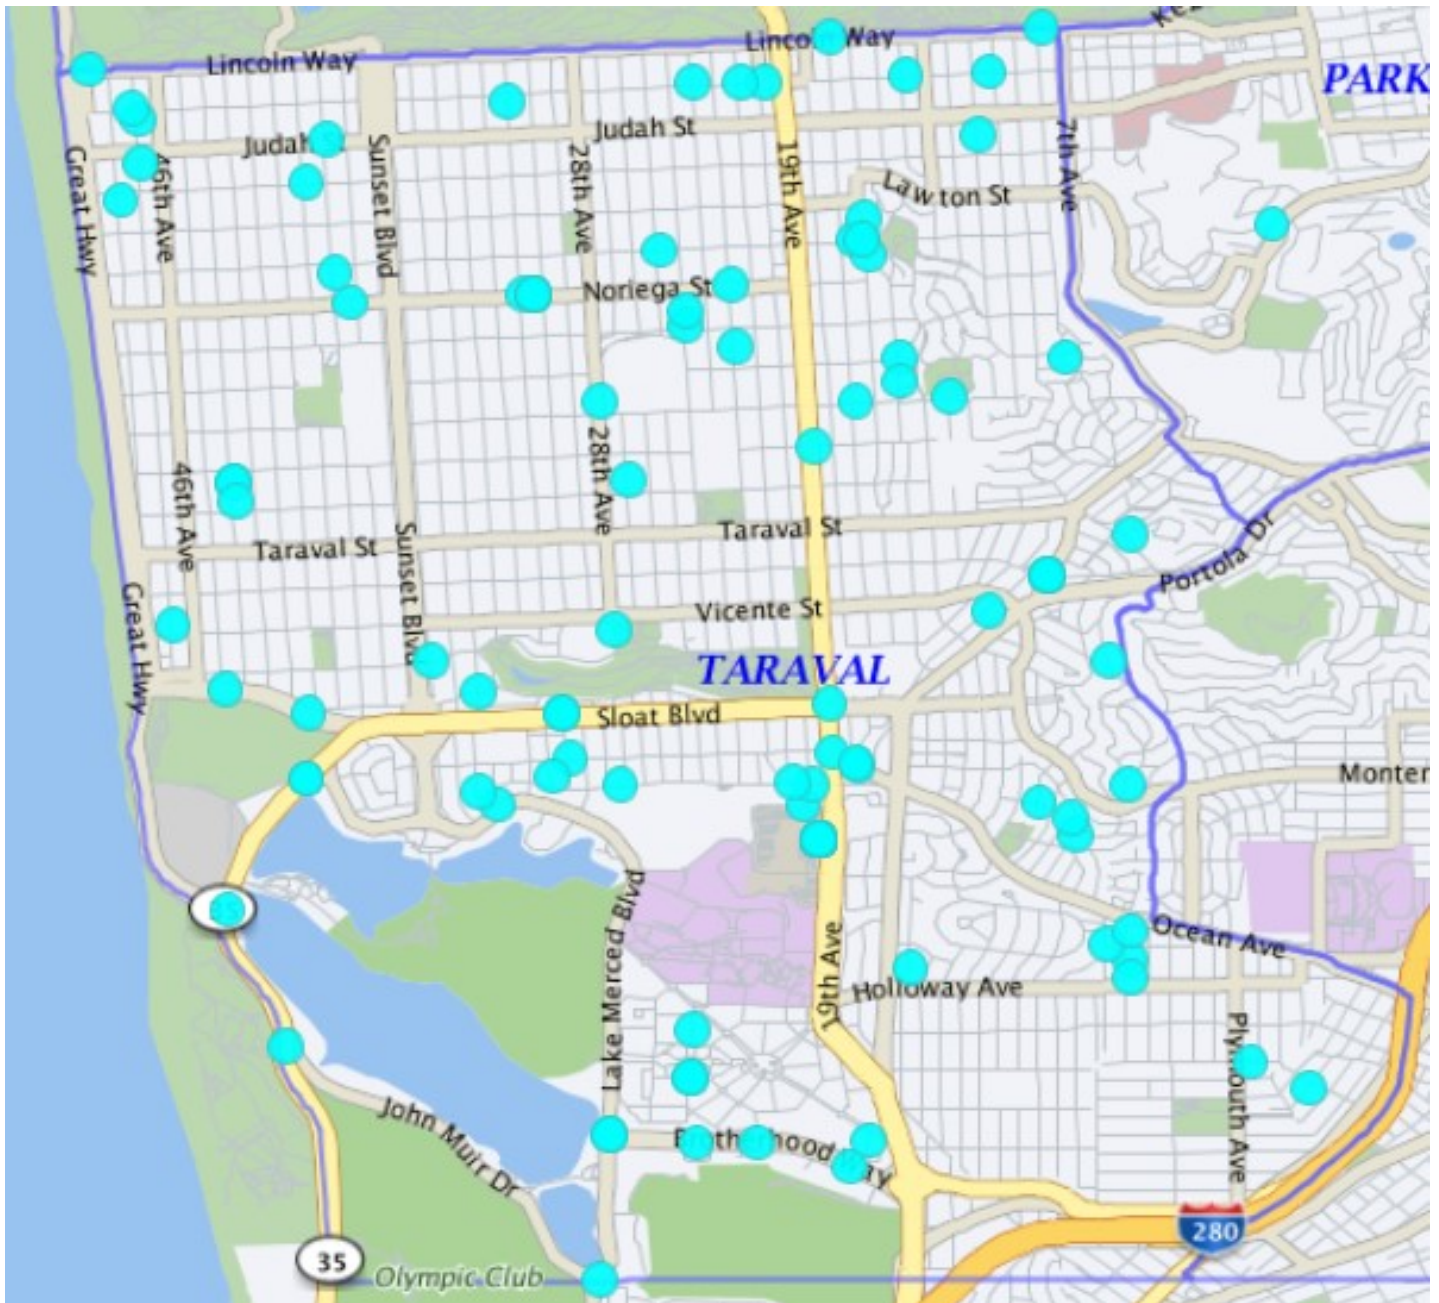 Lincoln Way
Lincoln Way
PARK
Judah St
Judah
Great Hwy
46th Ave
Sunset Blvd
28th Ave
19th Ave
7th Ave
Lawton St
Noriega St
28th Ave
46th Ave
Taraval St
Taraval St
Sunset Blvd
Portola Dr
Great Hwy
Vicente St
TARAVAL
Sloat Blvd
Monter
Lake Merced Blvd
19th Ave
Ocean Ave
Holloway Ave
Plymouth Ave
John Muir Dr
Brotherhood Way
280
35
Olympic Club